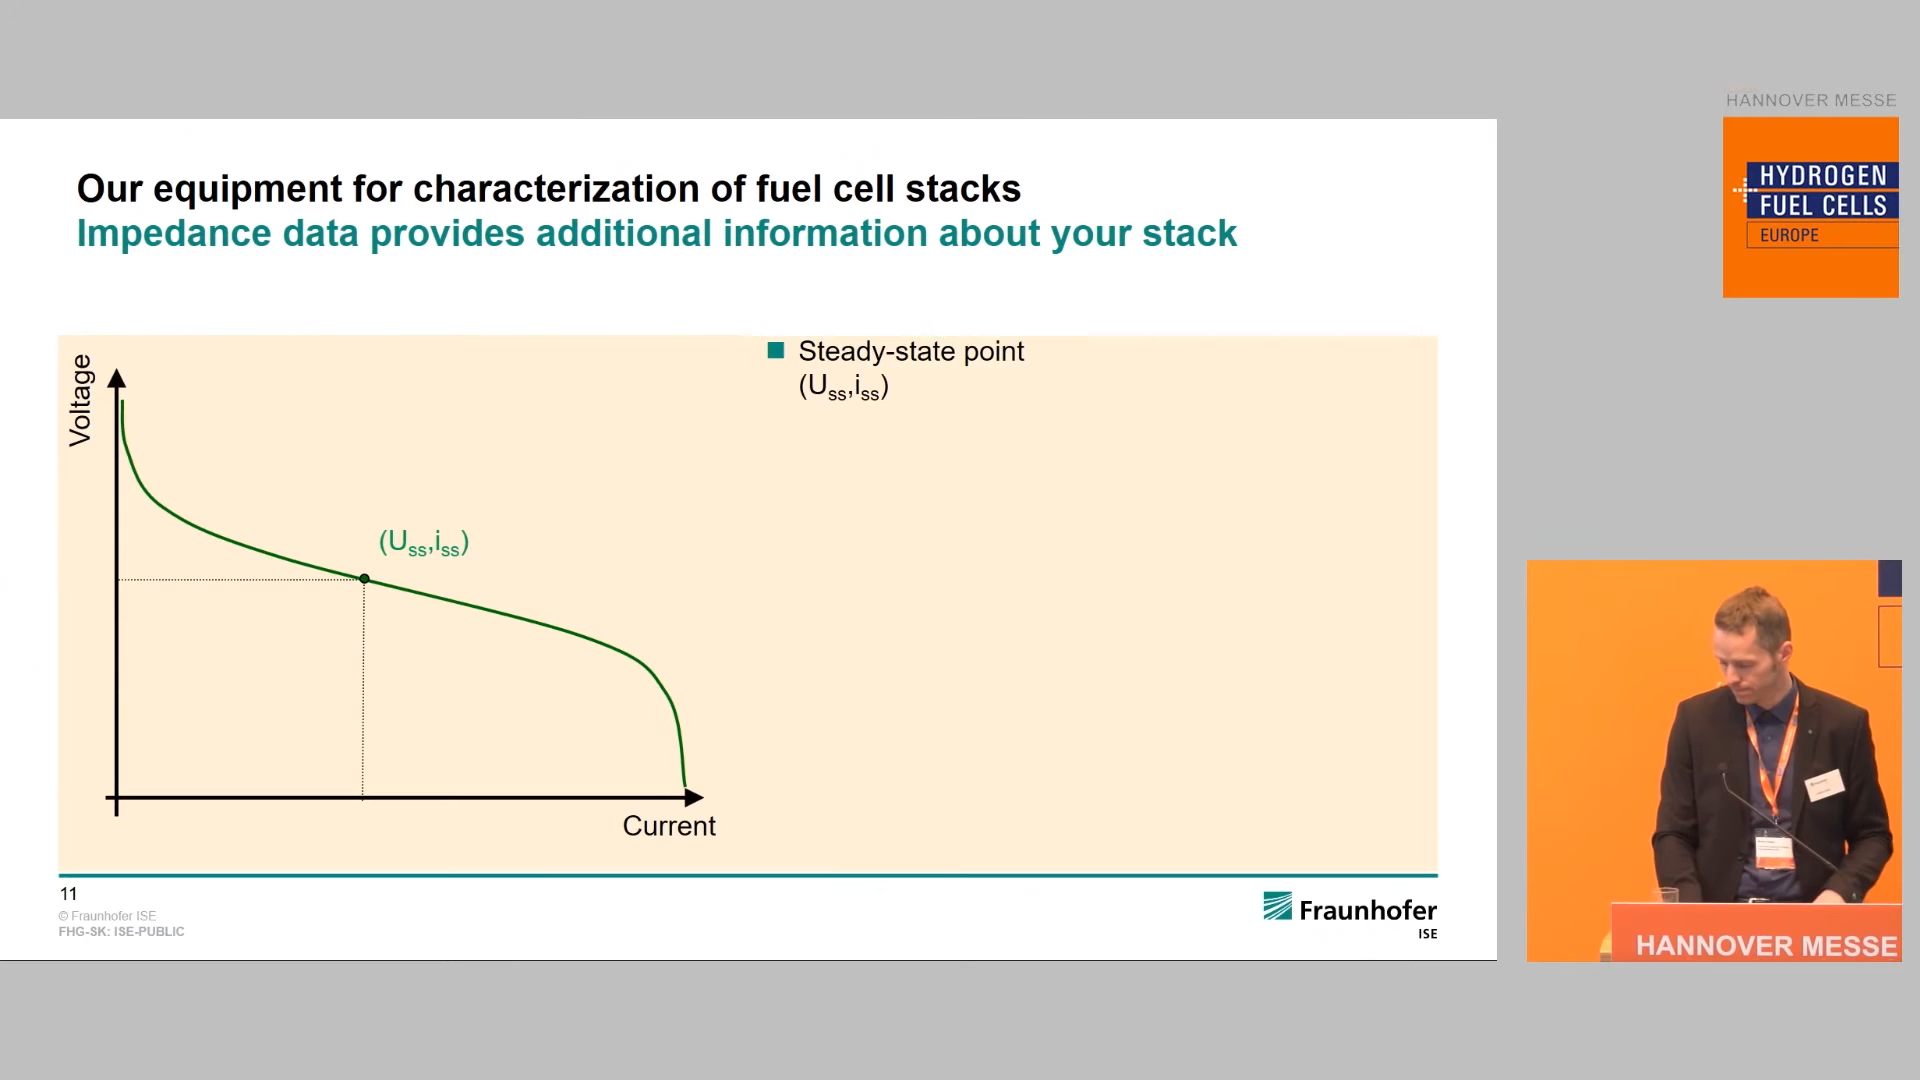 HANNOVER MESSE
HYDROGEN
FUEL CELLS
EUROPE
Our equipment for characterization of fuel cell stacks
Impedance data provides additional information about your stack
Voltage
Steady-state point
(Uss,iss)
(Uss,iss)
Current
11
© Fraunhofer ISE
FHG-SK: ISE-PUBLIC
Fraunhofer
ISE
HANNOVER MESSE